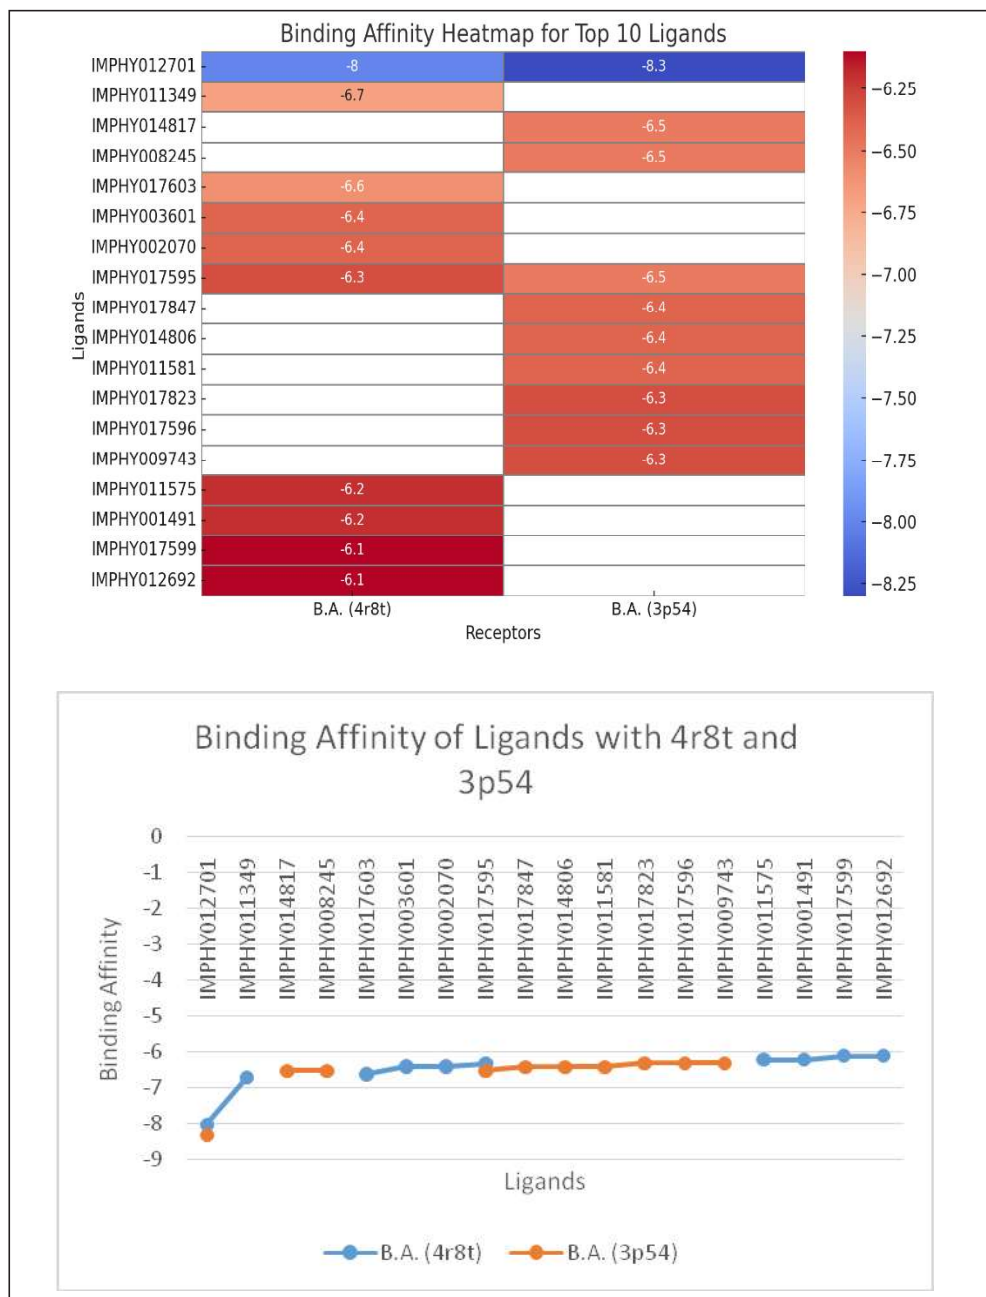 Binding Affinity Heatmap for Top 10 Ligands
IMPHY012701
-8
-8.3
IMPHY011349
-6.7
IMPHY014817
-6.5
IMPHY008245
-6.5
IMPHY017603
-6.6
IMPHY003601
-6.4
IMPHY002070
-6.4
IMPHY017595
-6.3
-6.5
IMPHY017847
-6.4
IMPHY014806
-6.4
IMPHY011581
-6.4
IMPHY017823
-6.3
IMPHY017596
-6.3
IMPHY009743
-6.3
IMPHY011575
-6.2
IMPHY001491
-6.2
IMPHY017599
-6.1
IMPHY012692
-6.1
Ligands
B.A. (4r8t)
B.A. (3p54)
Receptors
−6.25
−6.50
−6.75
−7.00
−7.25
−7.50
−7.75
−8.00
−8.25
Binding Affinity of Ligands with 4r8t and
3p54
Binding Affinity
0
-1
-2
-3
-4
-5
-6
-7
-8
-9
IMPHY012701
IMPHY011349
IMPHY014817
IMPHY008245
IMPHY017603
IMPHY003601
IMPHY002070
IMPHY017595
IMPHY017847
IMPHY014806
IMPHY011581
IMPHY017823
IMPHY017596
IMPHY009743
IMPHY011575
IMPHY001491
IMPHY017599
IMPHY012692
Ligands
B.A. (4r8t)
B.A. (3p54)